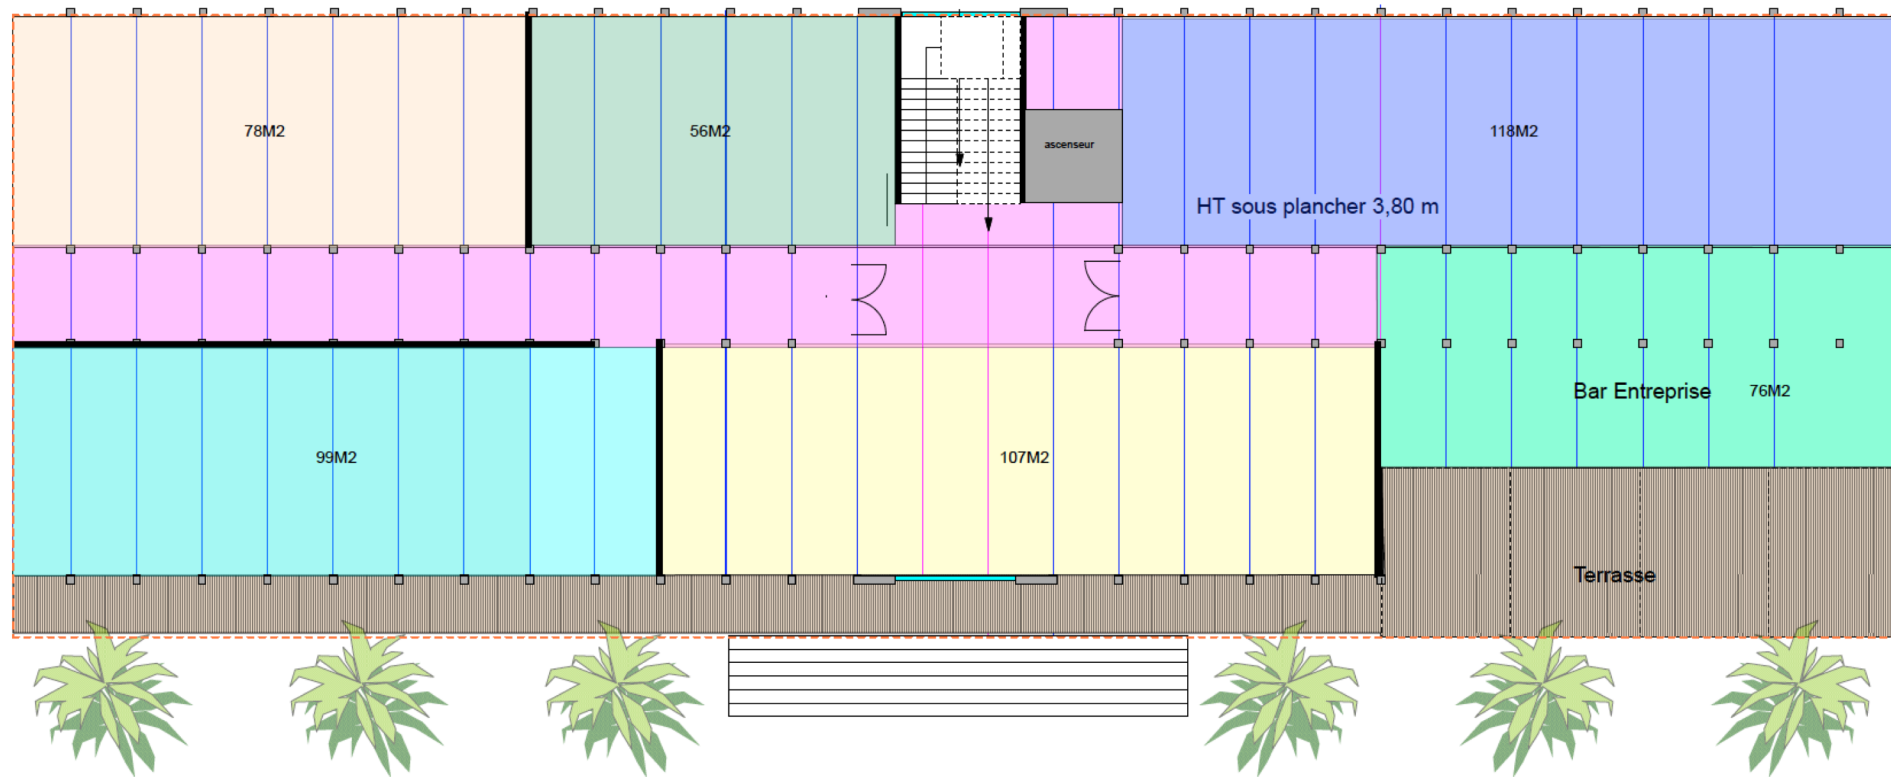 78M2
56M2
ascenseur
118M2
HT sous plancher 3,80 m
Bar Entreprise 76M2
99M2
107M2
Terrasse